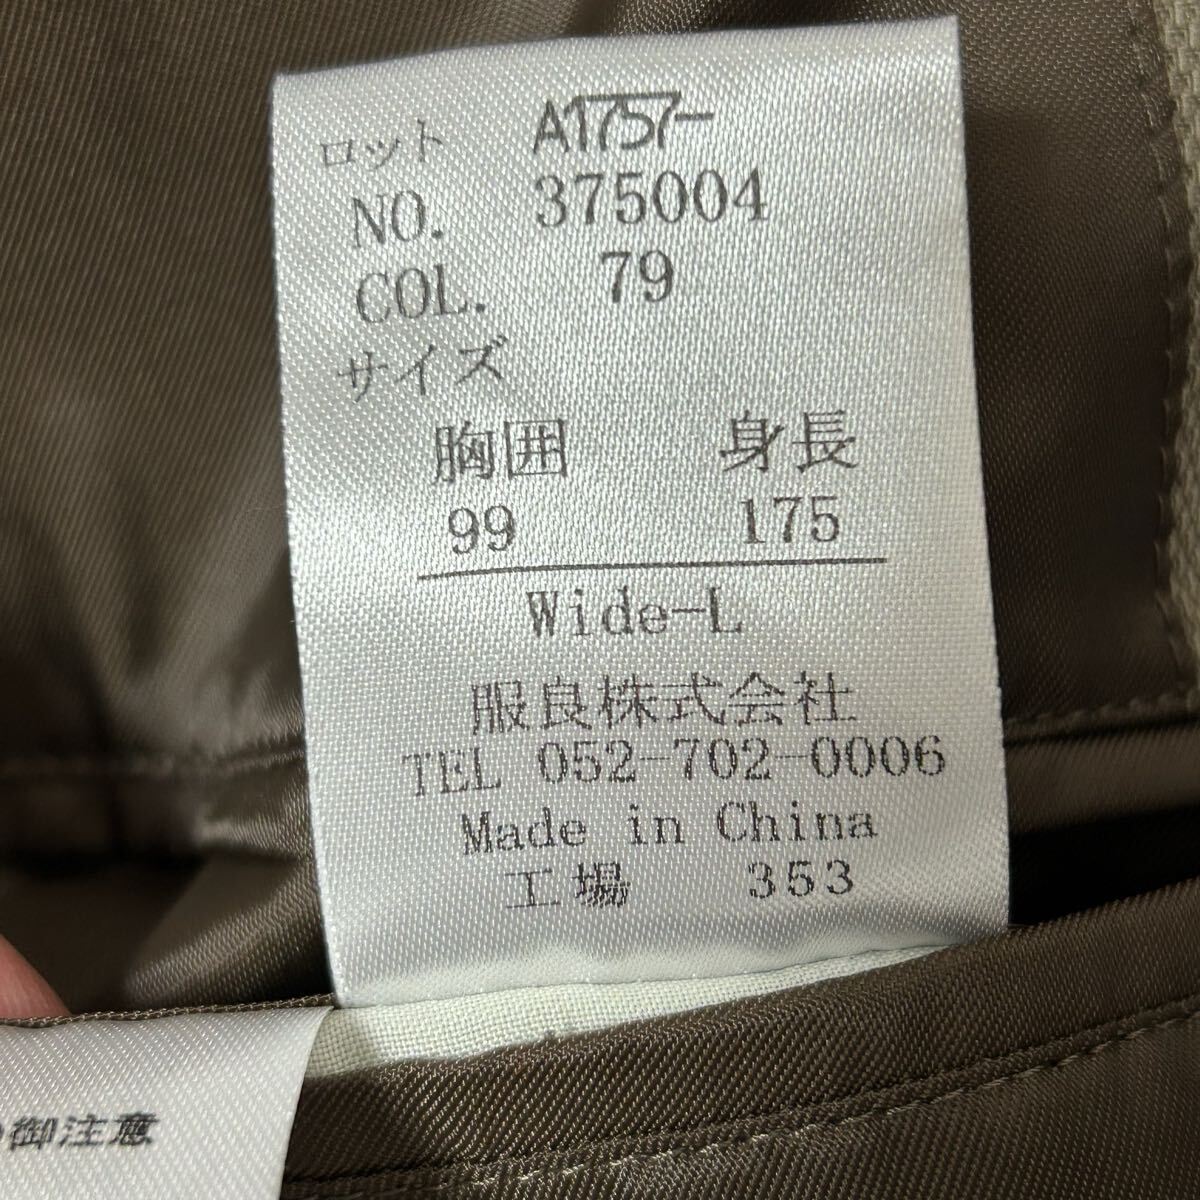 ロット A1757-
NO. 375004
COL. 79
サイズ
胸囲 身長
99 175
Wide-L
服良株式会社
TEL 052-702-0006
Made in China
工場 353
御注意